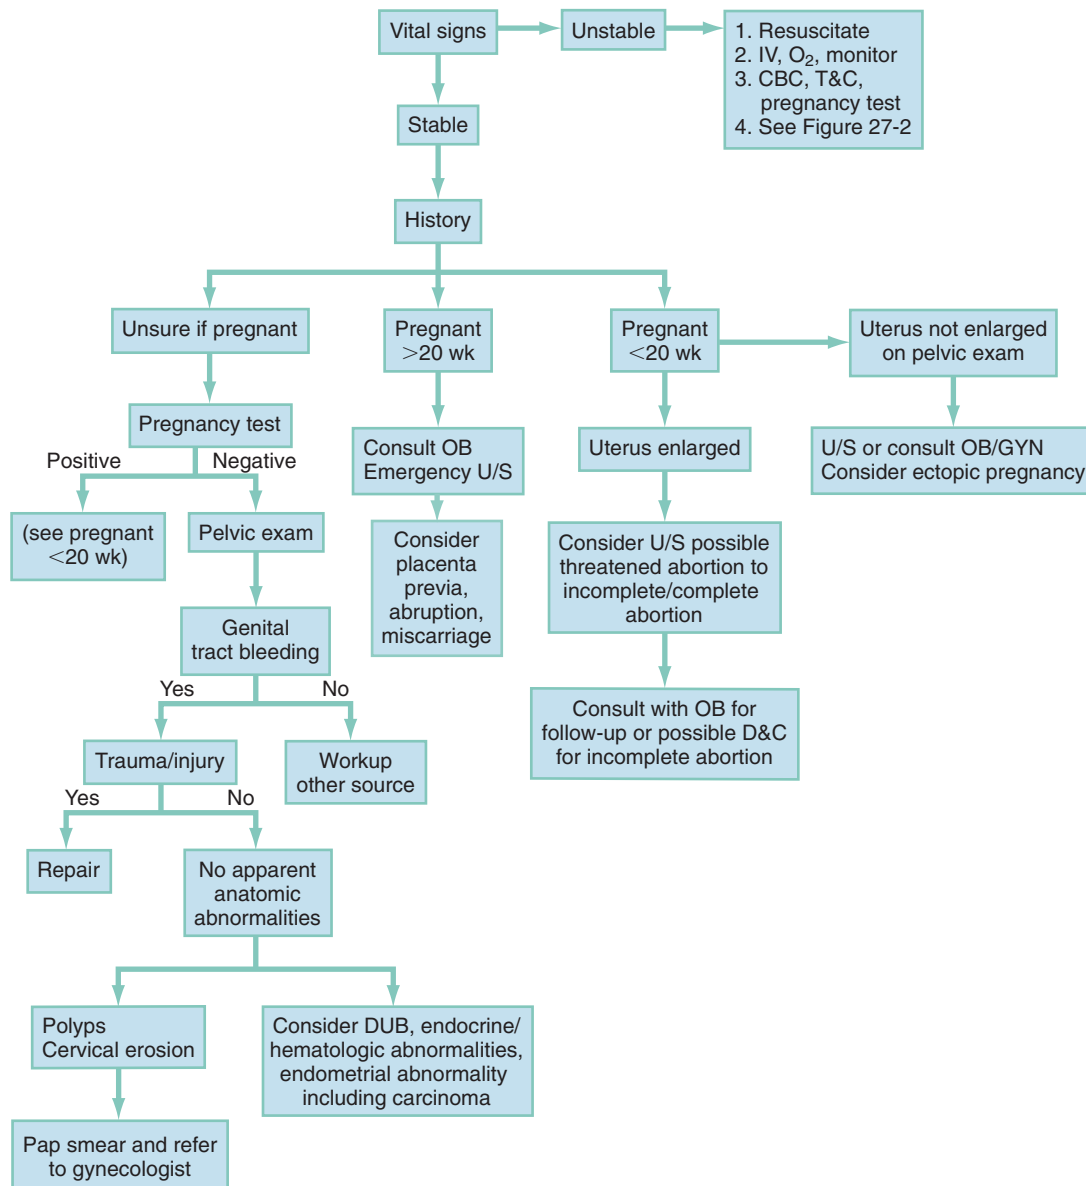 Vital signs
Unstable
1. Resuscitate
2. IV, O2, monitor
3. CBC, T&C,
pregnancy test
4. See Figure 27-2
Stable
History
Unsure if pregnant
Pregnant
>20 wk
Pregnant
<20 wk
Uterus not enlarged
on pelvic exam
Pregnancy test
Consult OB
Emergency U/S
Uterus enlarged
U/S or consult OB/GYN
Consider ectopic pregnancy
Positive
Negative
(see pregnant
<20 wk)
Pelvic exam
Consider
placenta
previa,
abruption,
miscarriage
Consider U/S possible
threatened abortion to
incomplete/complete
abortion
Genital
tract bleeding
Yes
No
Consult with OB for
follow-up or possible D&C
for incomplete abortion
Trauma/injury
Workup
other source
Yes
No
Repair
No apparent
anatomic
abnormalities
Polyps
Cervical erosion
Consider DUB, endocrine/
hematologic abnormalities,
endometrial abnormality
including carcinoma
Pap smear and refer
to gynecologist